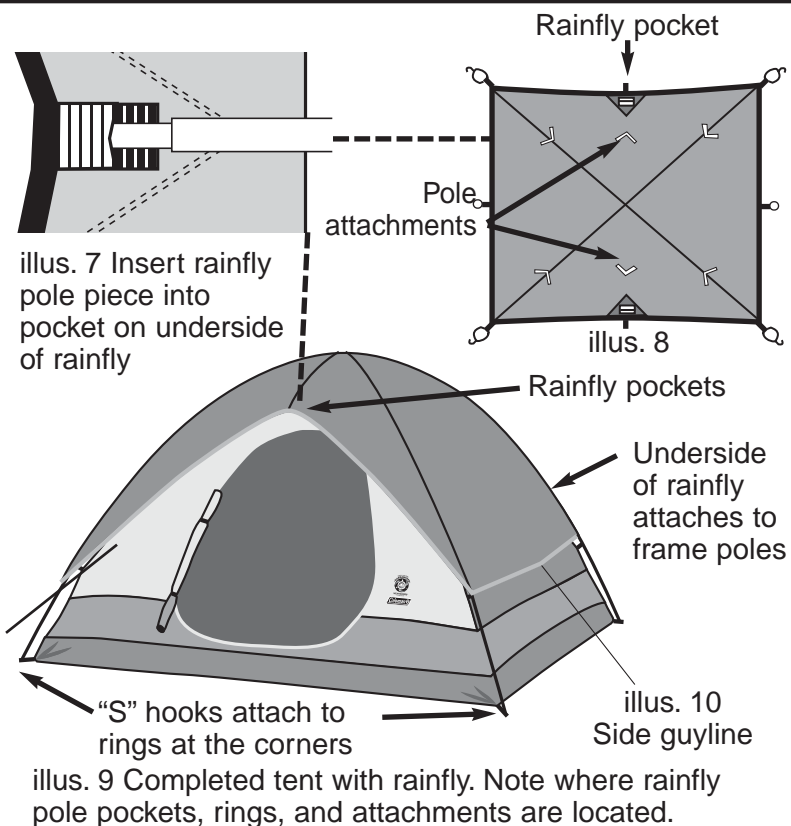 Rainfly pocket
Pole
attachments
illus. 7 Insert rainfly
pole piece into
pocket on underside
of rainfly
illus. 8
Rainfly pockets
Underside
of rainfly
attaches to
frame poles
Coleman
"S" hooks attach to
rings at the corners
illus. 10
Side guyline
illus. 9 Completed tent with rainfly. Note where rainfly
pole pockets, rings, and attachments are located.